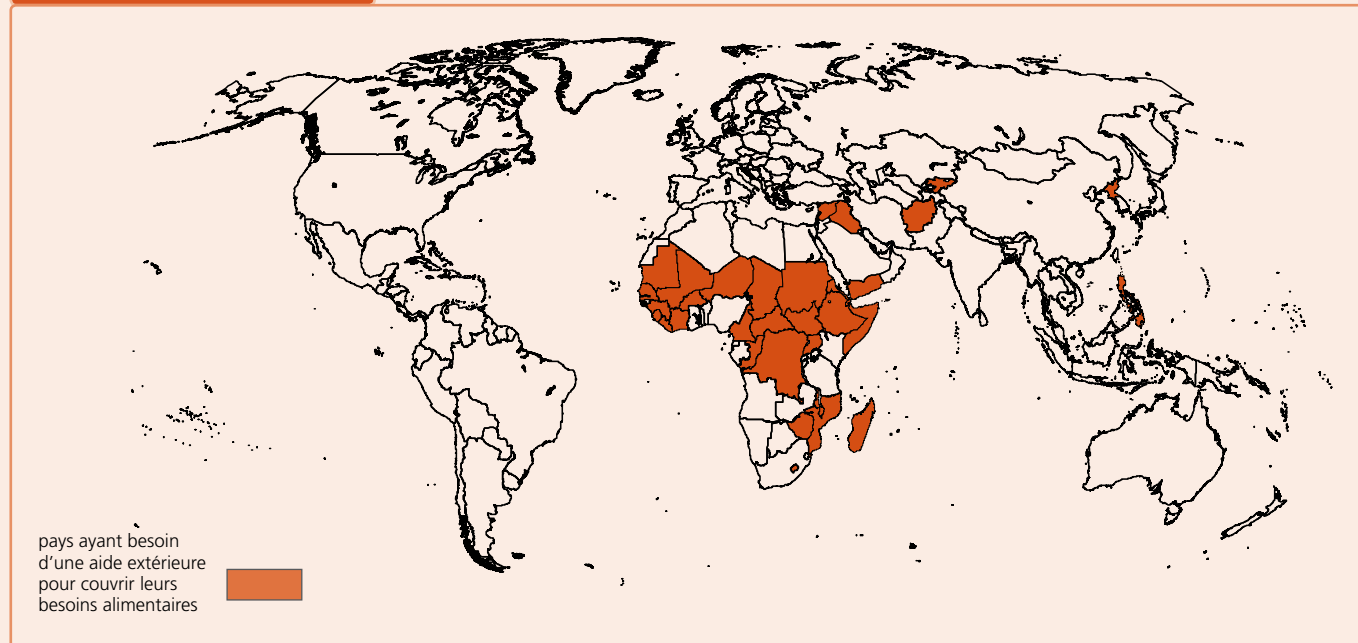 pays ayant besoin
d'une aide extérieure
pour couvrir leurs
besoins alimentaires